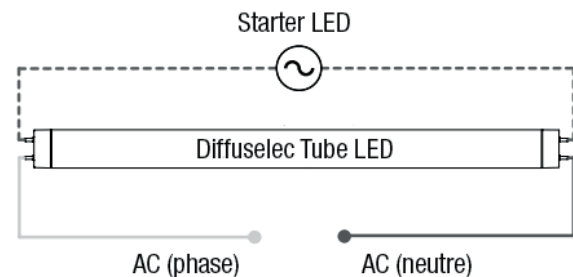 Starter LED
Diffuselec Tube LED
AC (phase)
AC (neutre)